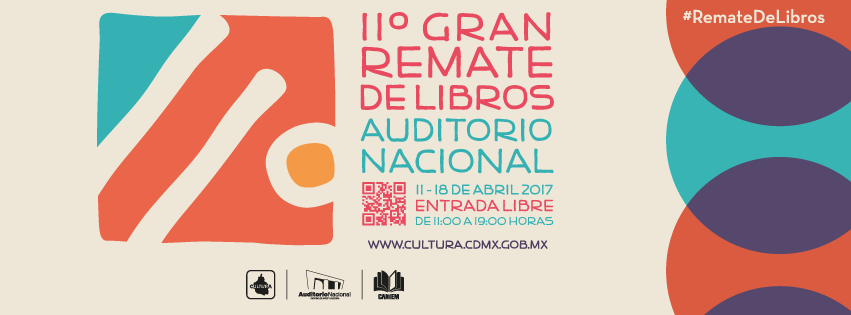 #RemateDeLibros
11º GRAN
REMATE
DE LIBROS
AUDITORIO
NACIONAL
11 - 18 DE ABRIL 2017
ENTRADA LIBRE
DE 11:00 A 19:00 HORAS
WWW.CULTURA.CDMX.GOB.MX
CULTURA
AuditorioNacional
CANIEM